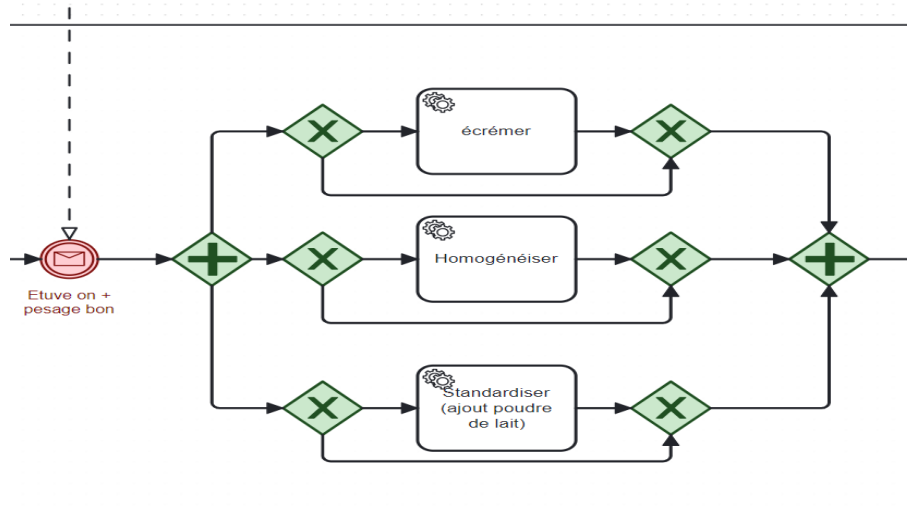 écrémer
Homogénéiser
Etuve on +
pesage bon
Standardiser
(ajout poudre
de lait)